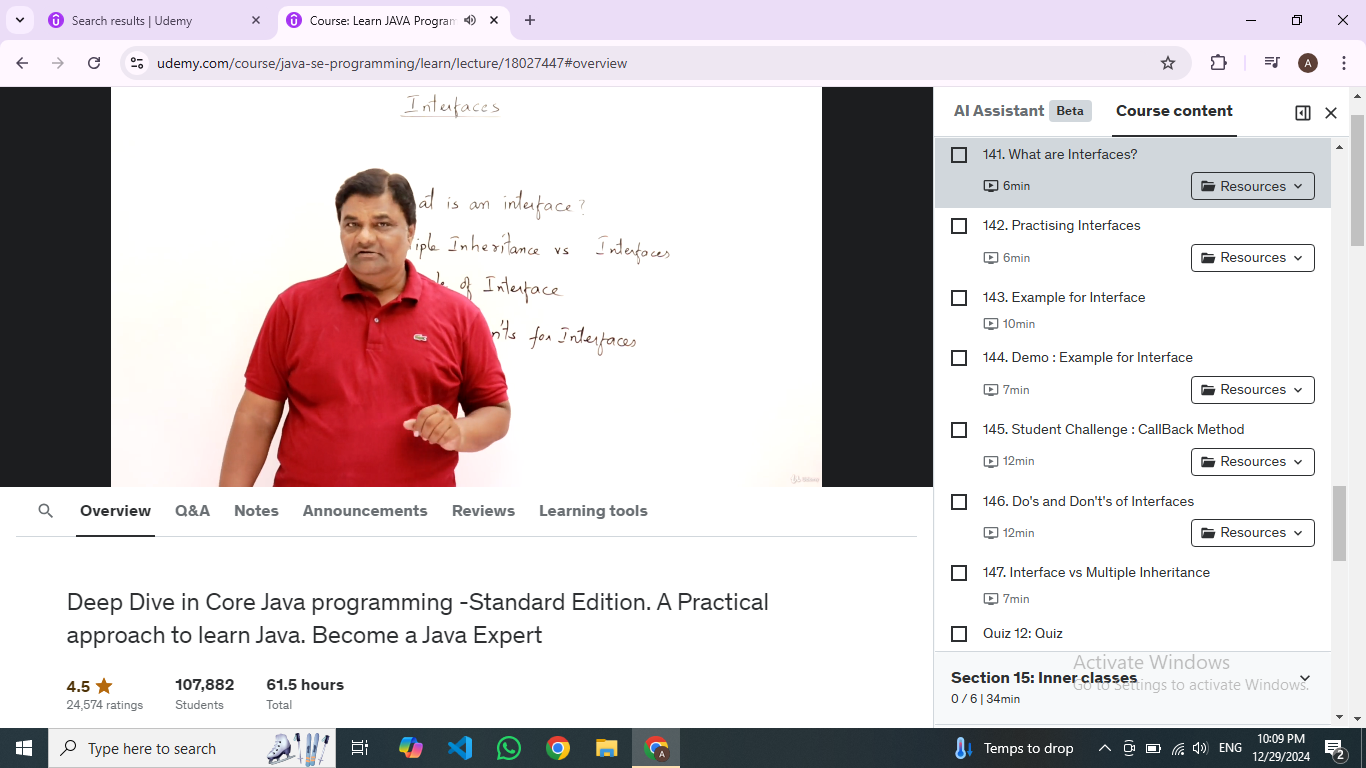 Search results | Udemy
Course: Learn JAVA Program
udemy.com/course/java-se-programming/learn/lecture/18027447#overview
A
Interfaces
at is an interface?
iple Inheritance vs Interfaces
of Interface
n'ts for Interfaces
Overview
Q&A
Notes
Announcements
Reviews
Learning tools
Deep Dive in Core Java programming -Standard Edition. A Practical
approach to learn Java. Become a Java Expert
4.5
107,882
61.5 hours
24,574 ratings
Students
Total
AI Assistant
Beta
Course content
141. What are Interfaces?
6min
Resources
142. Practising Interfaces
6min
Resources
143. Example for Interface
10min
144. Demo : Example for Interface
7min
Resources
145. Student Challenge : CallBack Method
12min
Resources
146. Do's and Don't's of Interfaces
12min
Resources
147. Interface vs Multiple Inheritance
7min
Quiz 12: Quiz
Activate Windows
Go to Settings to activate Windows.
Section 15: Inner classes
0 / 6 | 34min
Type here to search
A
Temps to drop
ENG
10:09 PM
12/29/2024
2